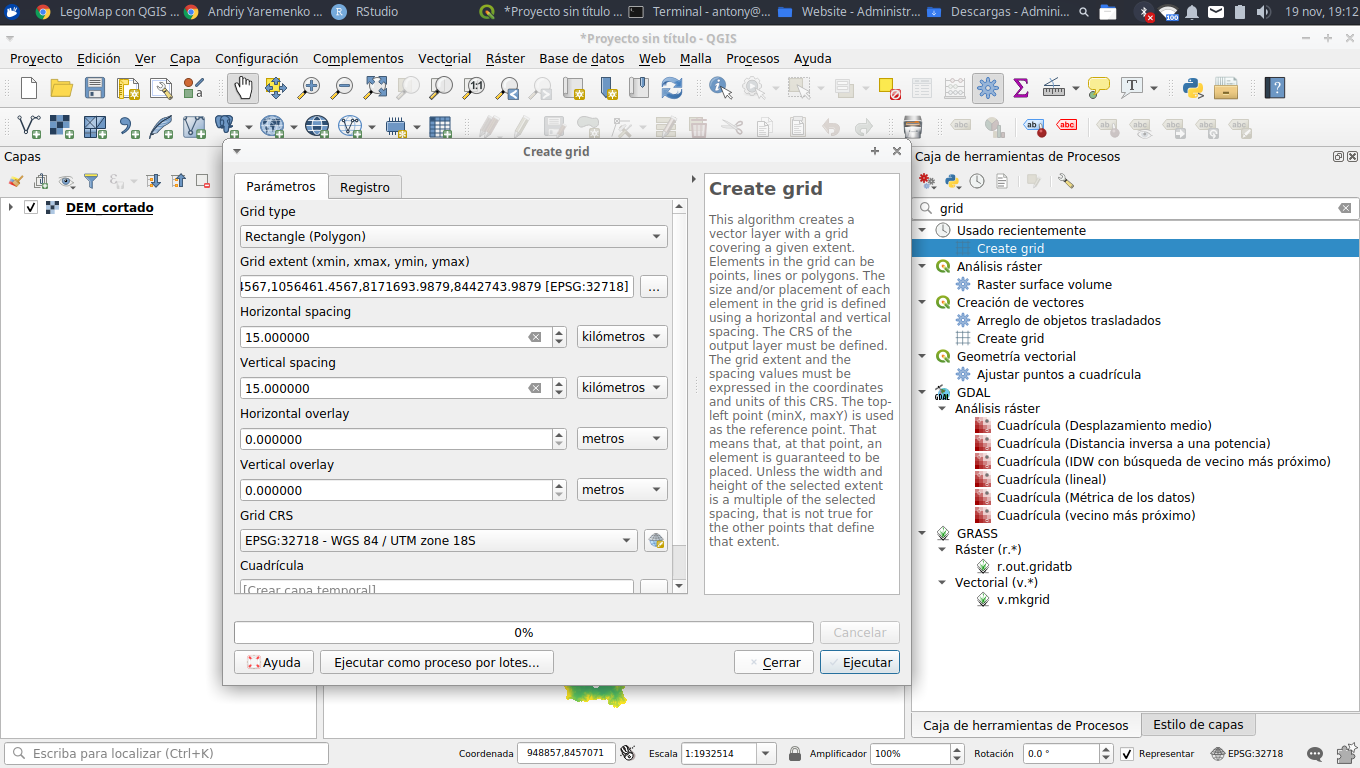 LegoMap con QGIS ...
Andriy Yaremenko ...
RStudio
*Proyecto sin título ...
Terminal - antony@...
Website - Administr...
Descargas - Admini...
100
19 nov, 19:12
*Proyecto sin título - QGIS
Proyecto Edición Ver Capa Configuración Complementos Vectorial Ráster Base de datos Web Malla Procesos Ayuda
Capas
DEM_cortado
Create grid
Parámetros
Registro
Grid type
Rectangle (Polygon)
Grid extent (xmin, xmax, ymin, ymax)
4567,1056461.4567,8171693.9879,8442743.9879 [EPSG:32718]
...
Horizontal spacing
15.000000
kilómetros
Vertical spacing
15.000000
kilómetros
Horizontal overlay
0.000000
metros
Vertical overlay
0.000000
metros
Grid CRS
EPSG:32718 - WGS 84 / UTM zone 18S
Cuadrícula
[Crear capa temporal]
Create grid
This algorithm creates a
vector layer with a grid
covering a given extent.
Elements in the grid can be
points, lines or polygons. The
size and/or placement of each
element in the grid is defined
using a horizontal and vertical
spacing. The CRS of the
output layer must be defined.
The grid extent and the
spacing values must be
expressed in the coordinates
and units of this CRS. The top-
left point (minX, maxY) is used
as the reference point. That
means that, at that point, an
element is guaranteed to be
placed. Unless the width and
height of the selected extent
is a multiple of the selected
spacing, that is not true for
the other points that define
that extent.
0%
Cancelar
Ayuda
Ejecutar como proceso por lotes...
Cerrar
Ejecutar
Caja de herramientas de Procesos
grid
Usado recientemente
Create grid
Análisis ráster
Raster surface volume
Creación de vectores
Arreglo de objetos trasladados
Create grid
Geometría vectorial
Ajustar puntos a cuadrícula
GDAL
Análisis ráster
Cuadrícula (Desplazamiento medio)
Cuadrícula (Distancia inversa a una potencia)
Cuadrícula (IDW con búsqueda de vecino más próximo)
Cuadrícula (lineal)
Cuadrícula (Métrica de los datos)
Cuadrícula (vecino más próximo)
GRASS
Ráster (r.*)
r.out.gridatb
Vectorial (v.*)
v.mkgrid
Caja de herramientas de Procesos
Estilo de capas
Escriba para localizar (Ctrl+K)
Coordenada 948857,8457071
Escala 1:1932514
Amplificador 100%
Rotación 0.0 °
Representar
EPSG:32718